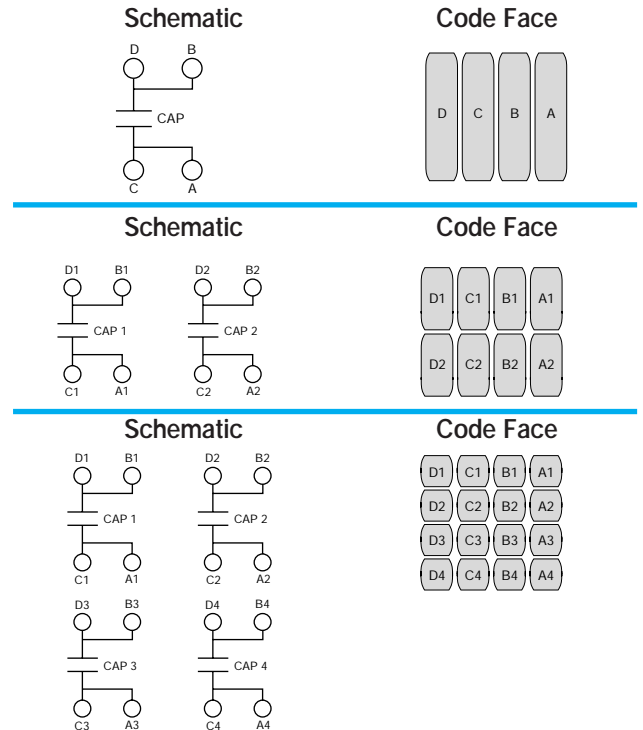 Schematic Code Face
D B
CAP
C A
D C B A
Schematic Code Face
D1 B1 D2 B2
CAP 1 CAP 2
C1 A1 C2 A2
D1 C1 B1 A1
D2 C2 B2 A2
Schematic Code Face
D1 B1 D2 B2
CAP 1 CAP 2
C1 A1 C2 A2
D3 B3 D4 B4
CAP 3 CAP 4
C3 A3 C4 A4
D1 C1 B1 A1
D2 C2 B2 A2
D3 C3 B3 A3
D4 C4 B4 A4